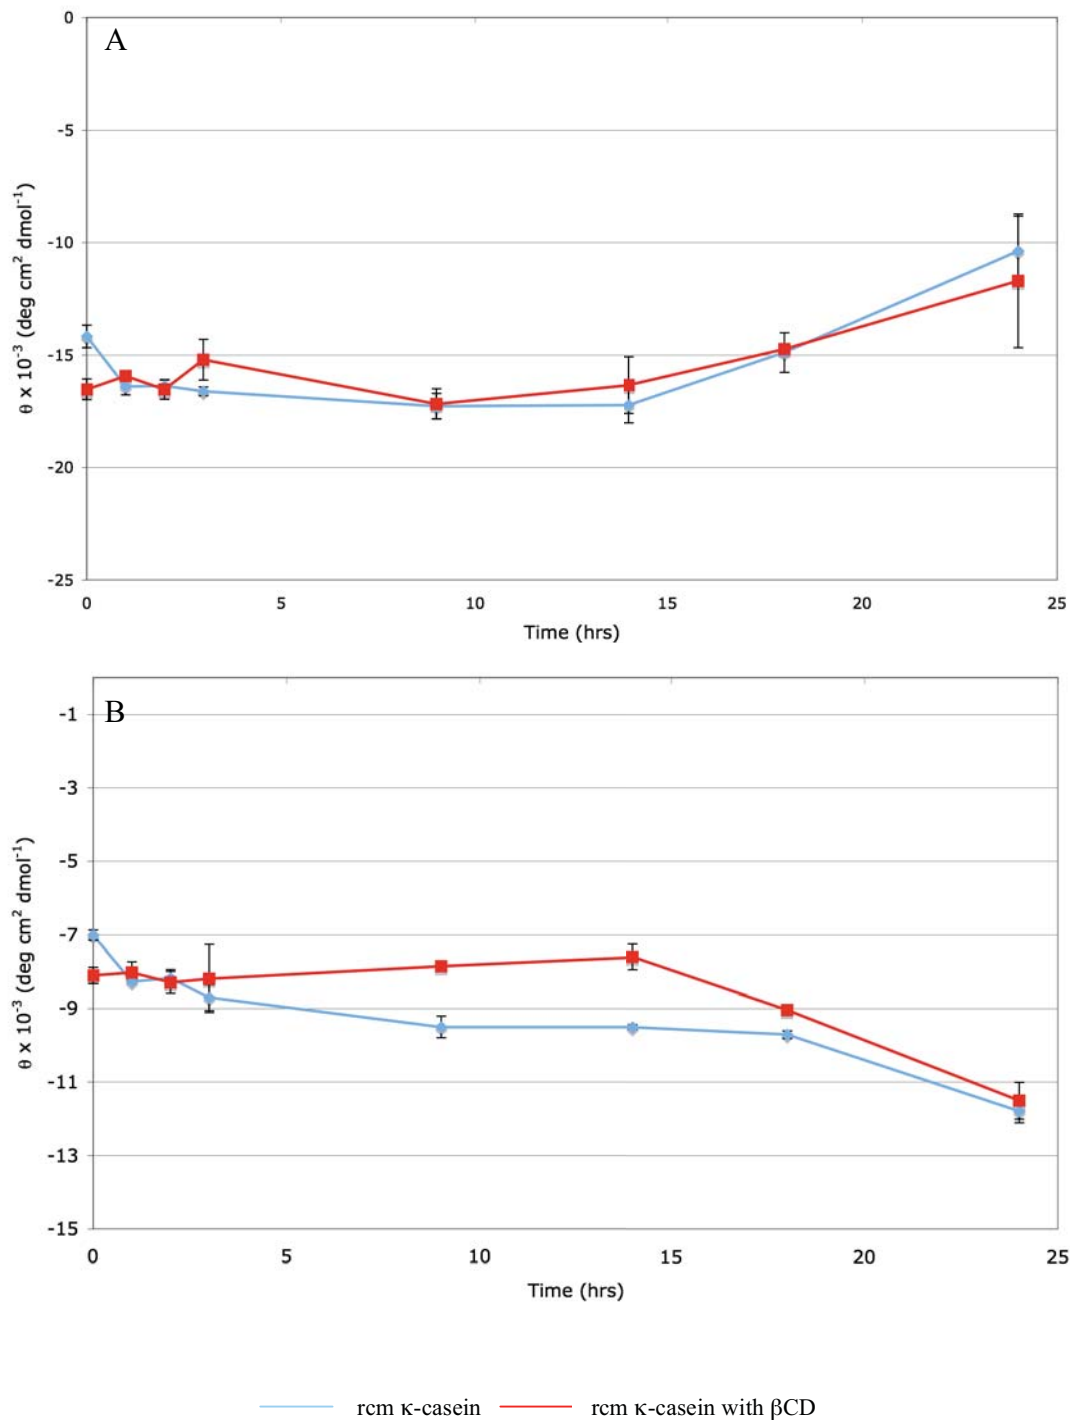 A
0
-5
-10
-15
-20
-25
θ x 10⁻³ (deg cm² dmol⁻¹)
0 5 10 15 20 25
Time (hrs)
B
-1
-3
-5
-7
-9
-11
-13
-15
θ x 10⁻³ (deg cm² dmol⁻¹)
0 5 10 15 20 25
Time (hrs)
rcm κ-casein rcm κ-casein with βCD